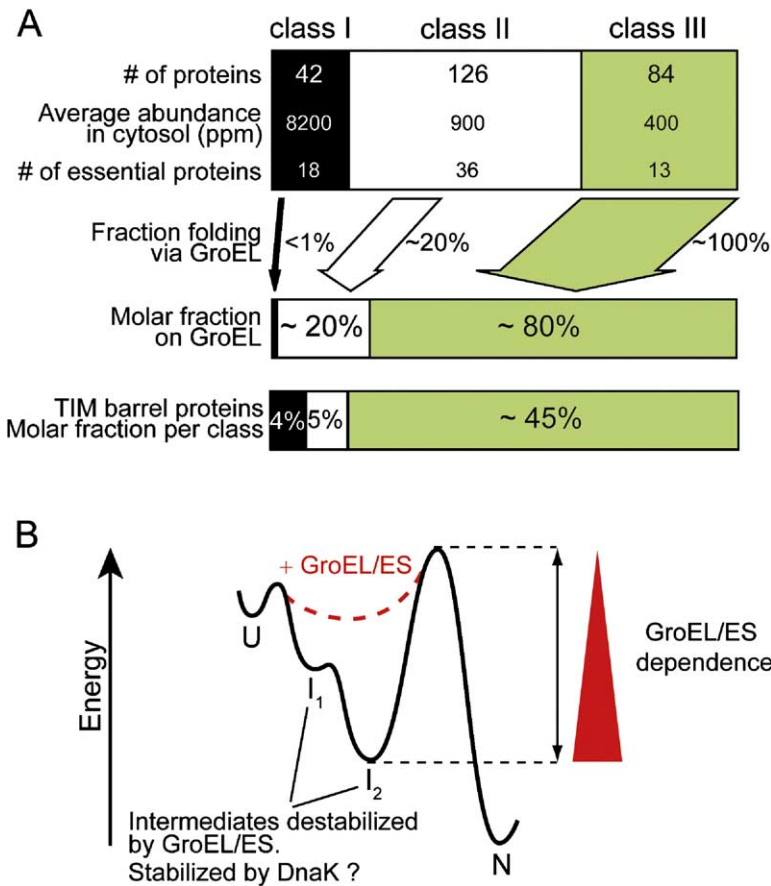 A
class I class II class III
# of proteins 42 126 84
Average abundance
in cytosol (ppm) 8200 900 400
# of essential proteins 18 36 13
Fraction folding
via GroEL <1% ~20% ~100%
Molar fraction
on GroEL ~ 20% ~ 80%
TIM barrel proteins
Molar fraction per class 4% 5% ~ 45%
B
+ GroEL/ES
U
GroEL/ES
dependence
Energy
I₁
I₂
Intermediates destabilized
by GroEL/ES.
Stabilized by DnaK ?
N